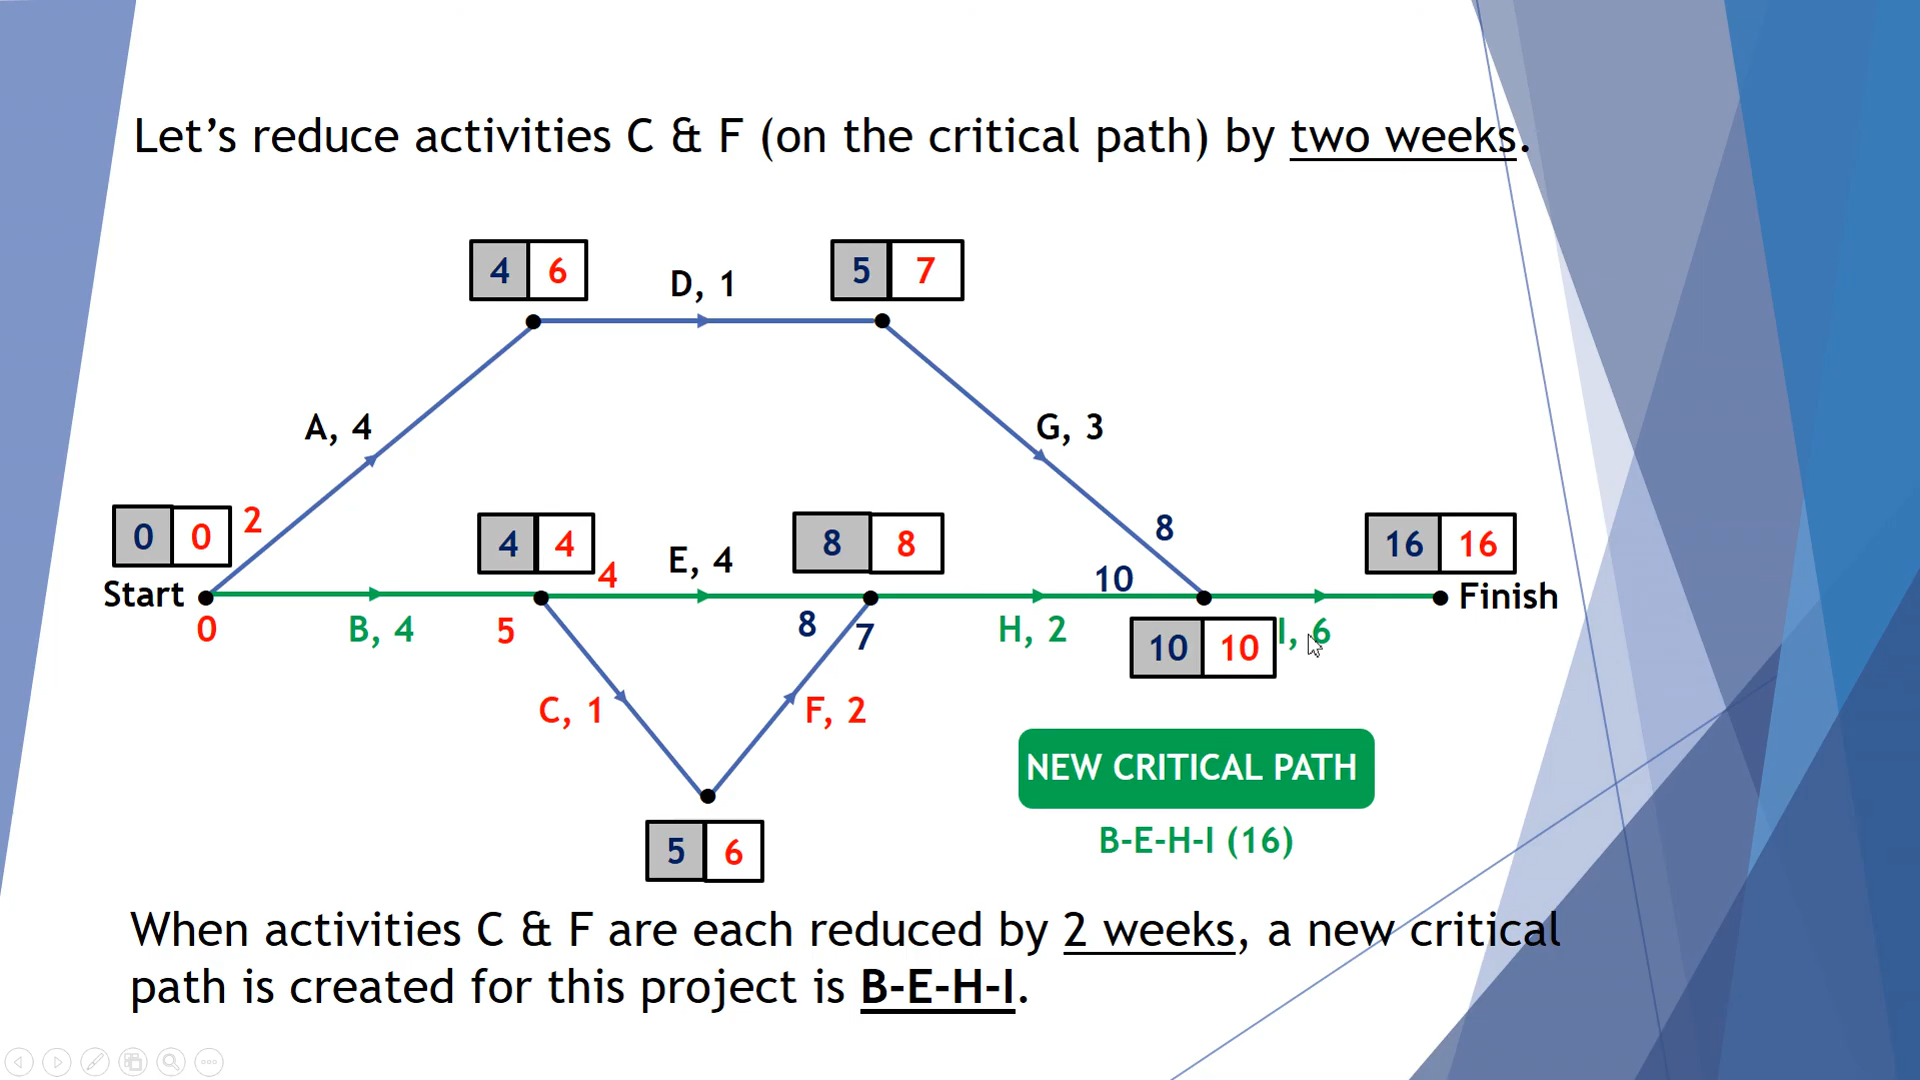 Let's reduce activities C & F (on the critical path) by two weeks.
4 6
D, 1
5 7
A, 4
G, 3
0 0
2
4 4
4
E, 4
8 8
8
10
16 16
Start
Finish
0
B, 4
5
8
7
H, 2
10 10
I, 6
C, 1
F, 2
NEW CRITICAL PATH
B-E-H-I (16)
5 6
When activities C & F are each reduced by 2 weeks, a new critical
path is created for this project is B-E-H-I.